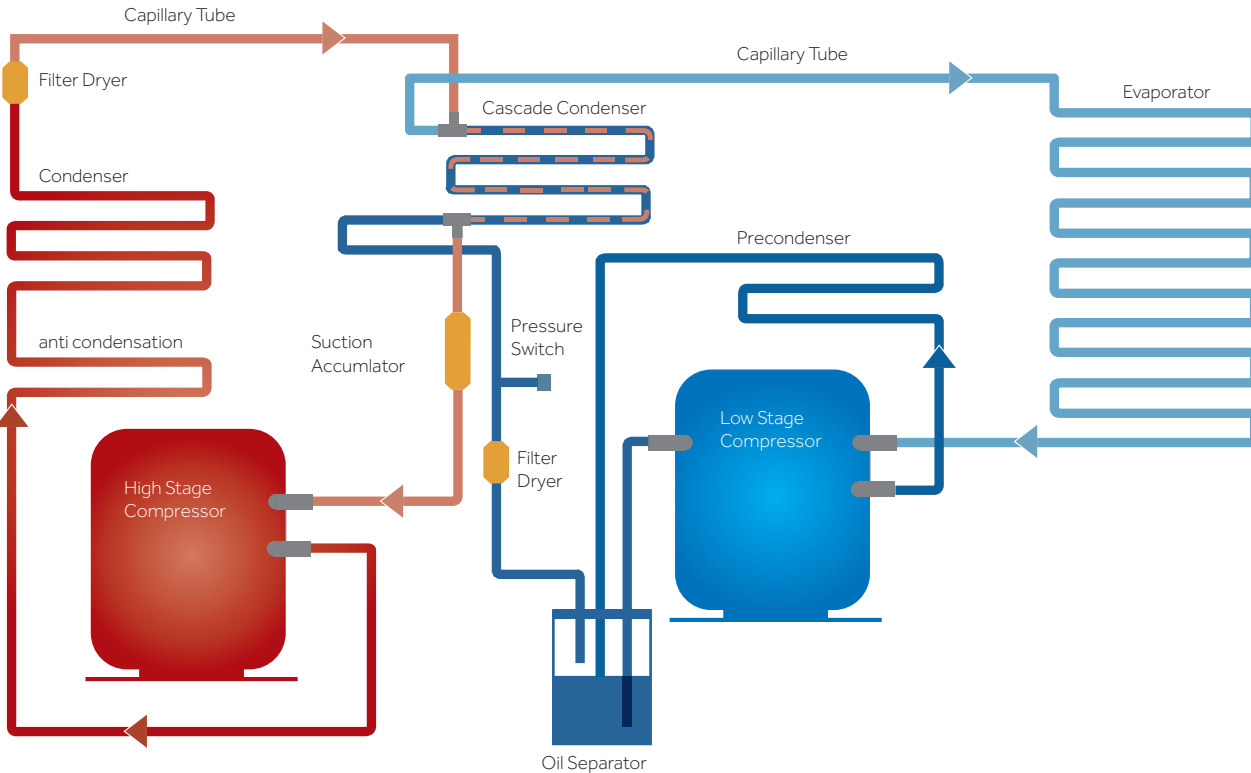 Capillary Tube
Filter Dryer
Capillary Tube
Evaporator
Cascade Condenser
Condenser
Precondenser
anti condensation
Suction
Accumlator
Pressure
Switch
Low Stage
Compressor
Filter
Dryer
High Stage
Compressor
Oil Separator